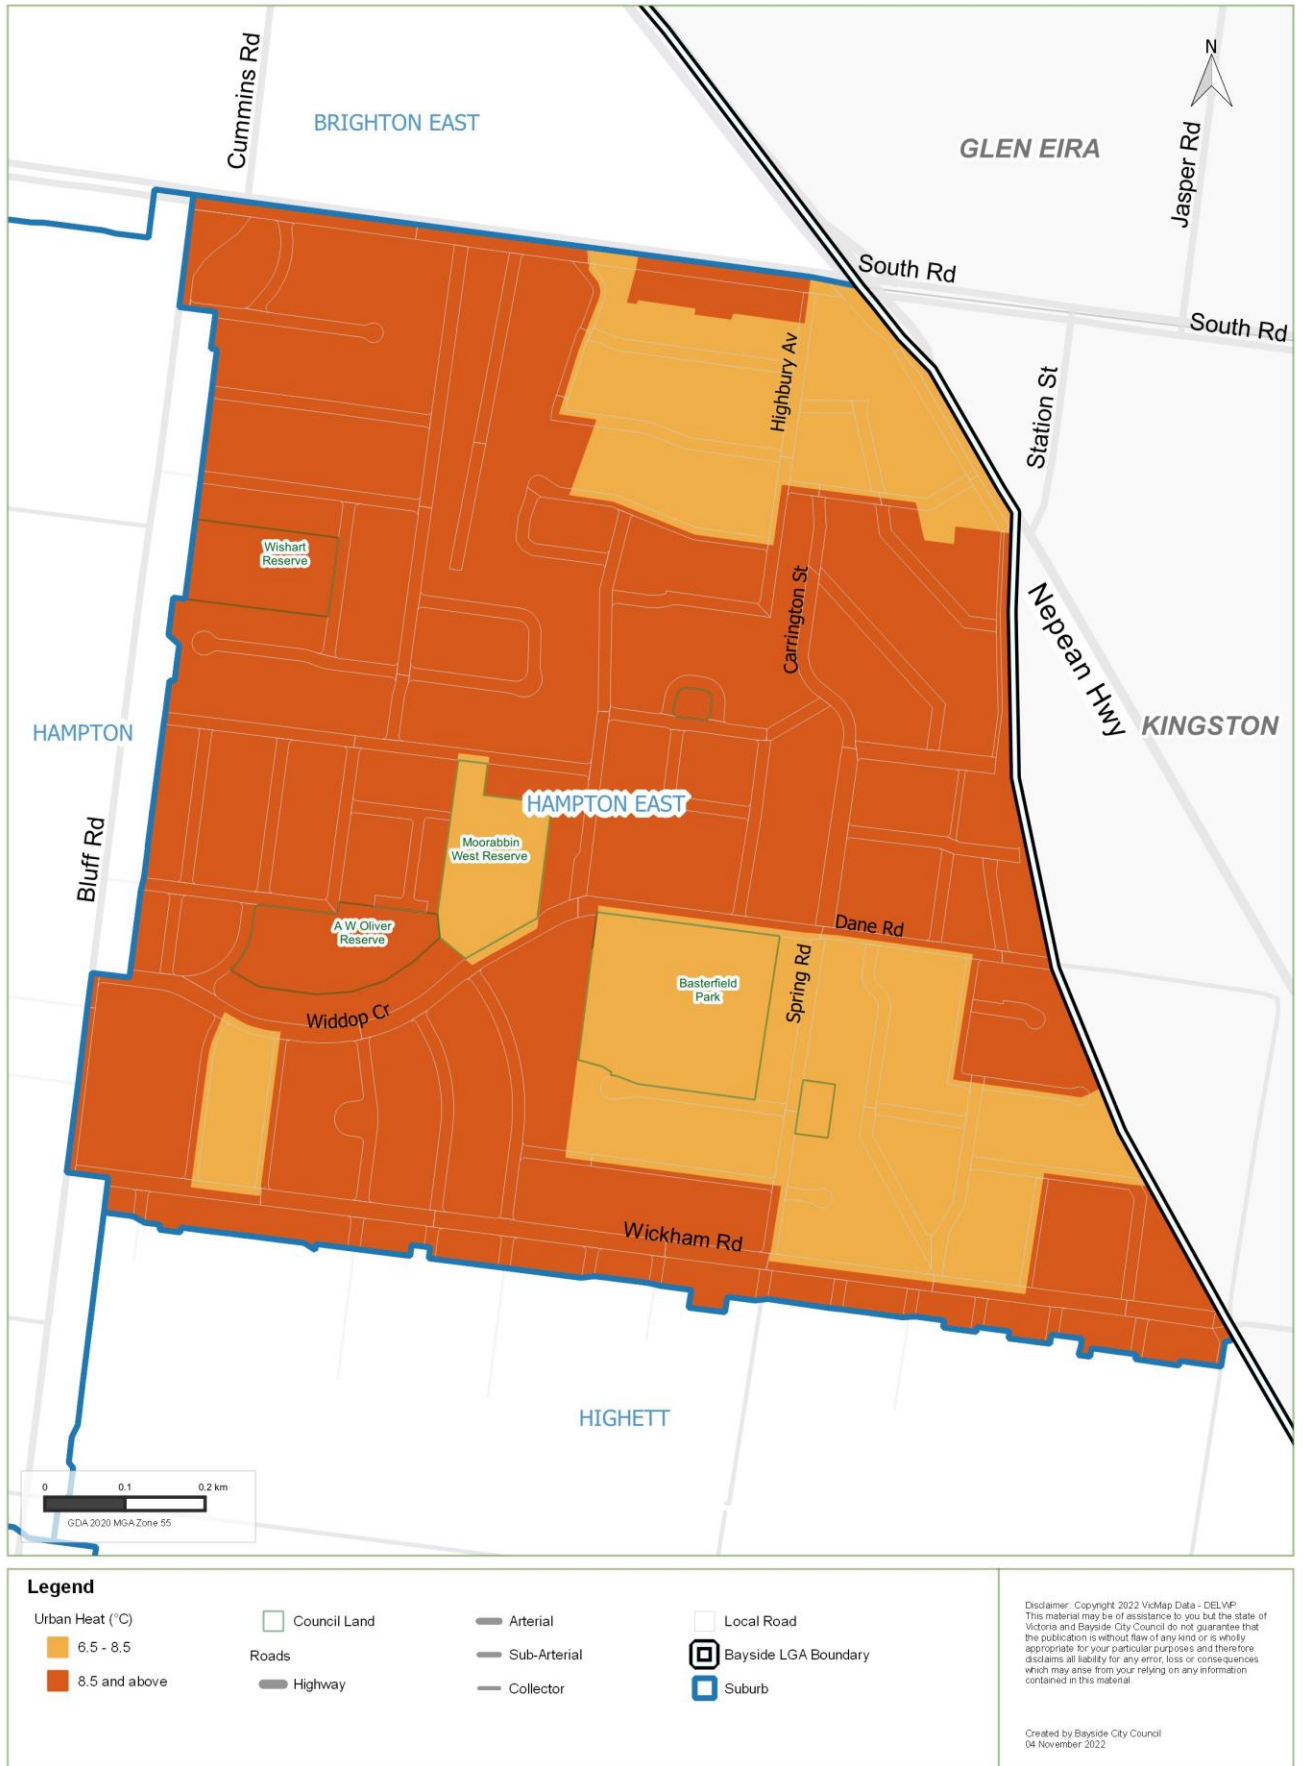 Cummins Rd
BRIGHTON EAST
N
GLEN EIRA
Jasper Rd
South Rd
South Rd
Highbury Av
Station St
Wishart
Reserve
Carrington St
Nepean Hwy
HAMPTON
KINGSTON
HAMPTON EAST
Moorabbin
West Reserve
Bluff Rd
A W Oliver
Reserve
Dane Rd
Spring Rd
Basterfield
Park
Widdop Cr
Wickham Rd
HIGHETT
0 0.1 0.2 km
GDA 2020 MGA Zone 55
Legend
Urban Heat (°C)
6.5 - 8.5
8.5 and above
Council Land
Roads
Highway
Arterial
Sub-Arterial
Collector
Local Road
Bayside LGA Boundary
Suburb
Disclaimer: Copyright 2022 VicMap Data - DELWP.
This material may be of assistance to you but the state of
Victoria and Bayside City Council do not guarantee that
the publication is without flaw of any kind or is wholly
appropriate for your particular purposes and therefore
disclaims all liability for any error, loss or consequences
which may arise from your relying on any information
contained in this material.
Created by Bayside City Council
04 November 2022